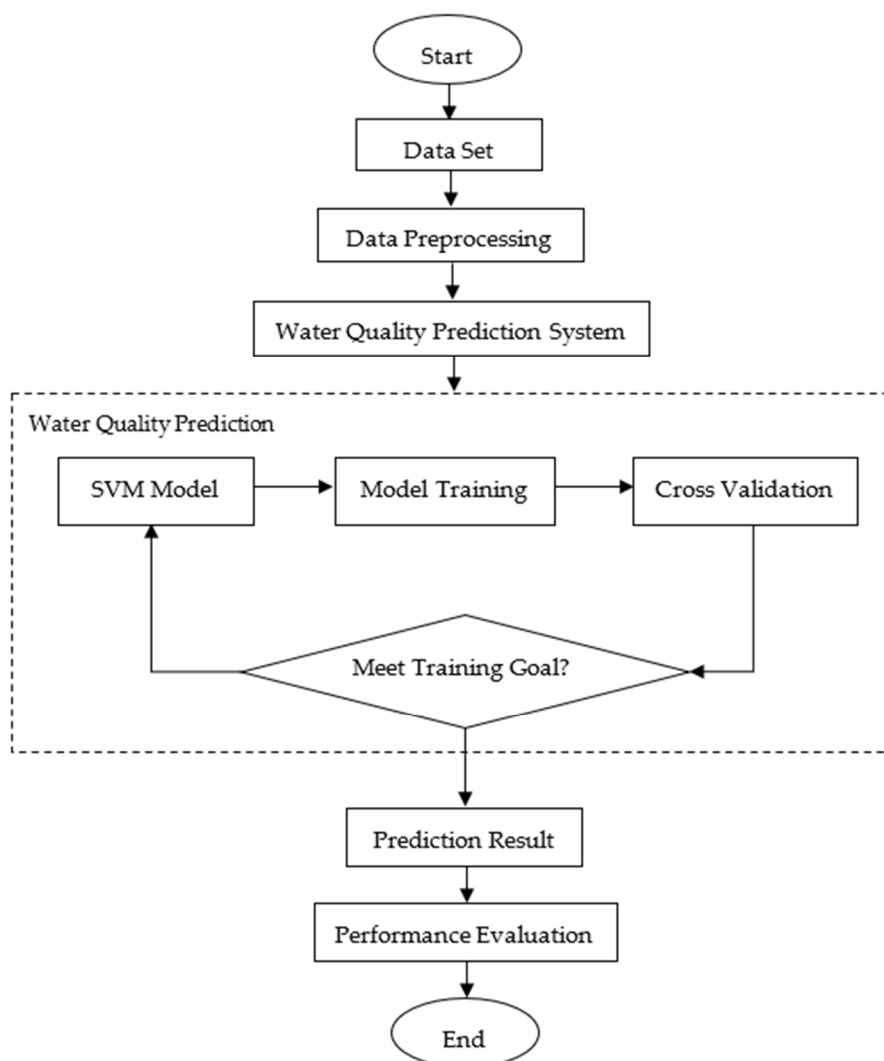 Start
Data Set
Data Preprocessing
Water Quality Prediction System
Water Quality Prediction
SVM Model
Model Training
Cross Validation
Meet Training Goal?
Prediction Result
Performance Evaluation
End